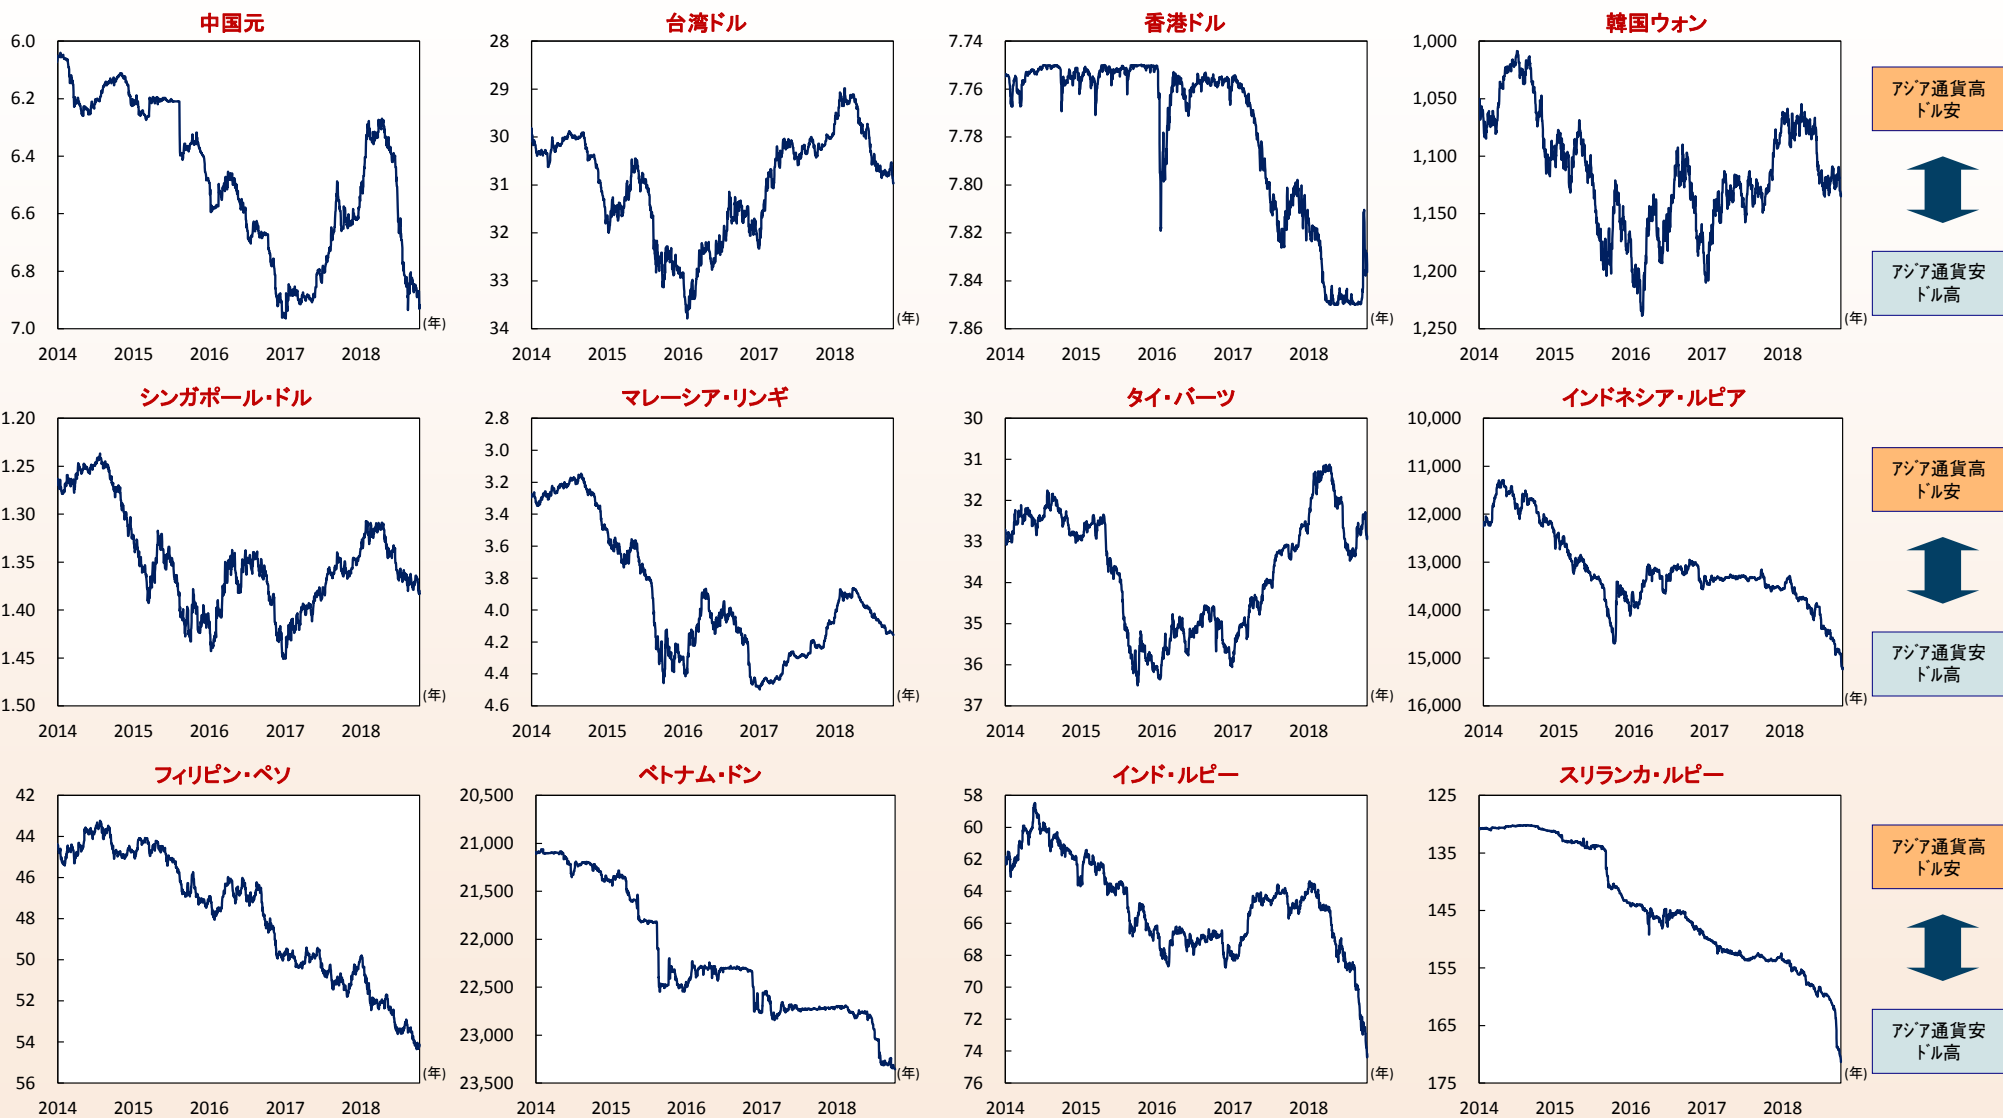 中国元
6.0
6.2
6.4
6.6
6.8
7.0
2014 2015 2016 2017 2018
(年)
台湾ドル
28
29
30
31
32
33
34
2014 2015 2016 2017 2018
香港ドル
7.74
7.76
7.78
7.80
7.82
7.84
7.86
2014 2015 2016 2017 2018
(年)
韓国ウォン
1,000
1,050
1,100
1,150
1,200
1,250
2014 2015 2016 2017 2018
(年)
アジア通貨高
ドル安
アジア通貨安
ドル高
シンガポール・ドル
1.20
1.25
1.30
1.35
1.40
1.45
1.50
2014 2015 2016 2017 2018
(年)
マレーシア・リンギ
2.8
3.0
3.2
3.4
3.6
3.8
4.0
4.2
4.4
4.6
2014 2015 2016 2017 2018
(年)
タイ・バーツ
30
31
32
33
34
35
36
37
2014 2015 2016 2017 2018
(年)
インドネシア・ルピア
10,000
11,000
12,000
13,000
14,000
15,000
16,000
2014 2015 2016 2017 2018
(年)
アジア通貨高
ドル安
アジア通貨安
ドル高
フィリピン・ペソ
42
44
46
48
50
52
54
56
2014 2015 2016 2017 2018
(年)
ベトナム・ドン
20,500
21,000
21,500
22,000
22,500
23,000
23,500
2014 2015 2016 2017 2018
(年)
インド・ルピー
58
60
62
64
66
68
70
72
74
76
2014 2015 2016 2017 2018
(年)
スリランカ・ルピー
125
135
145
155
165
175
2014 2015 2016 2017 2018
(年)
アジア通貨高
ドル安
アジア通貨安
ドル高